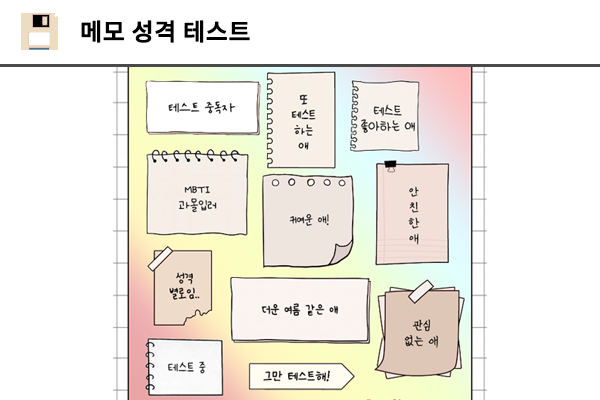 메모 성격 테스트
테스트 중독자
또
테스트
하는
애
테스트
좋아하는 애
MBTI
과몰입러
귀여운 애!
안
친
한
애
성격
별로임..
더운 여름 같은 애
관심
없는 애
테스트 중
그만 테스트해!